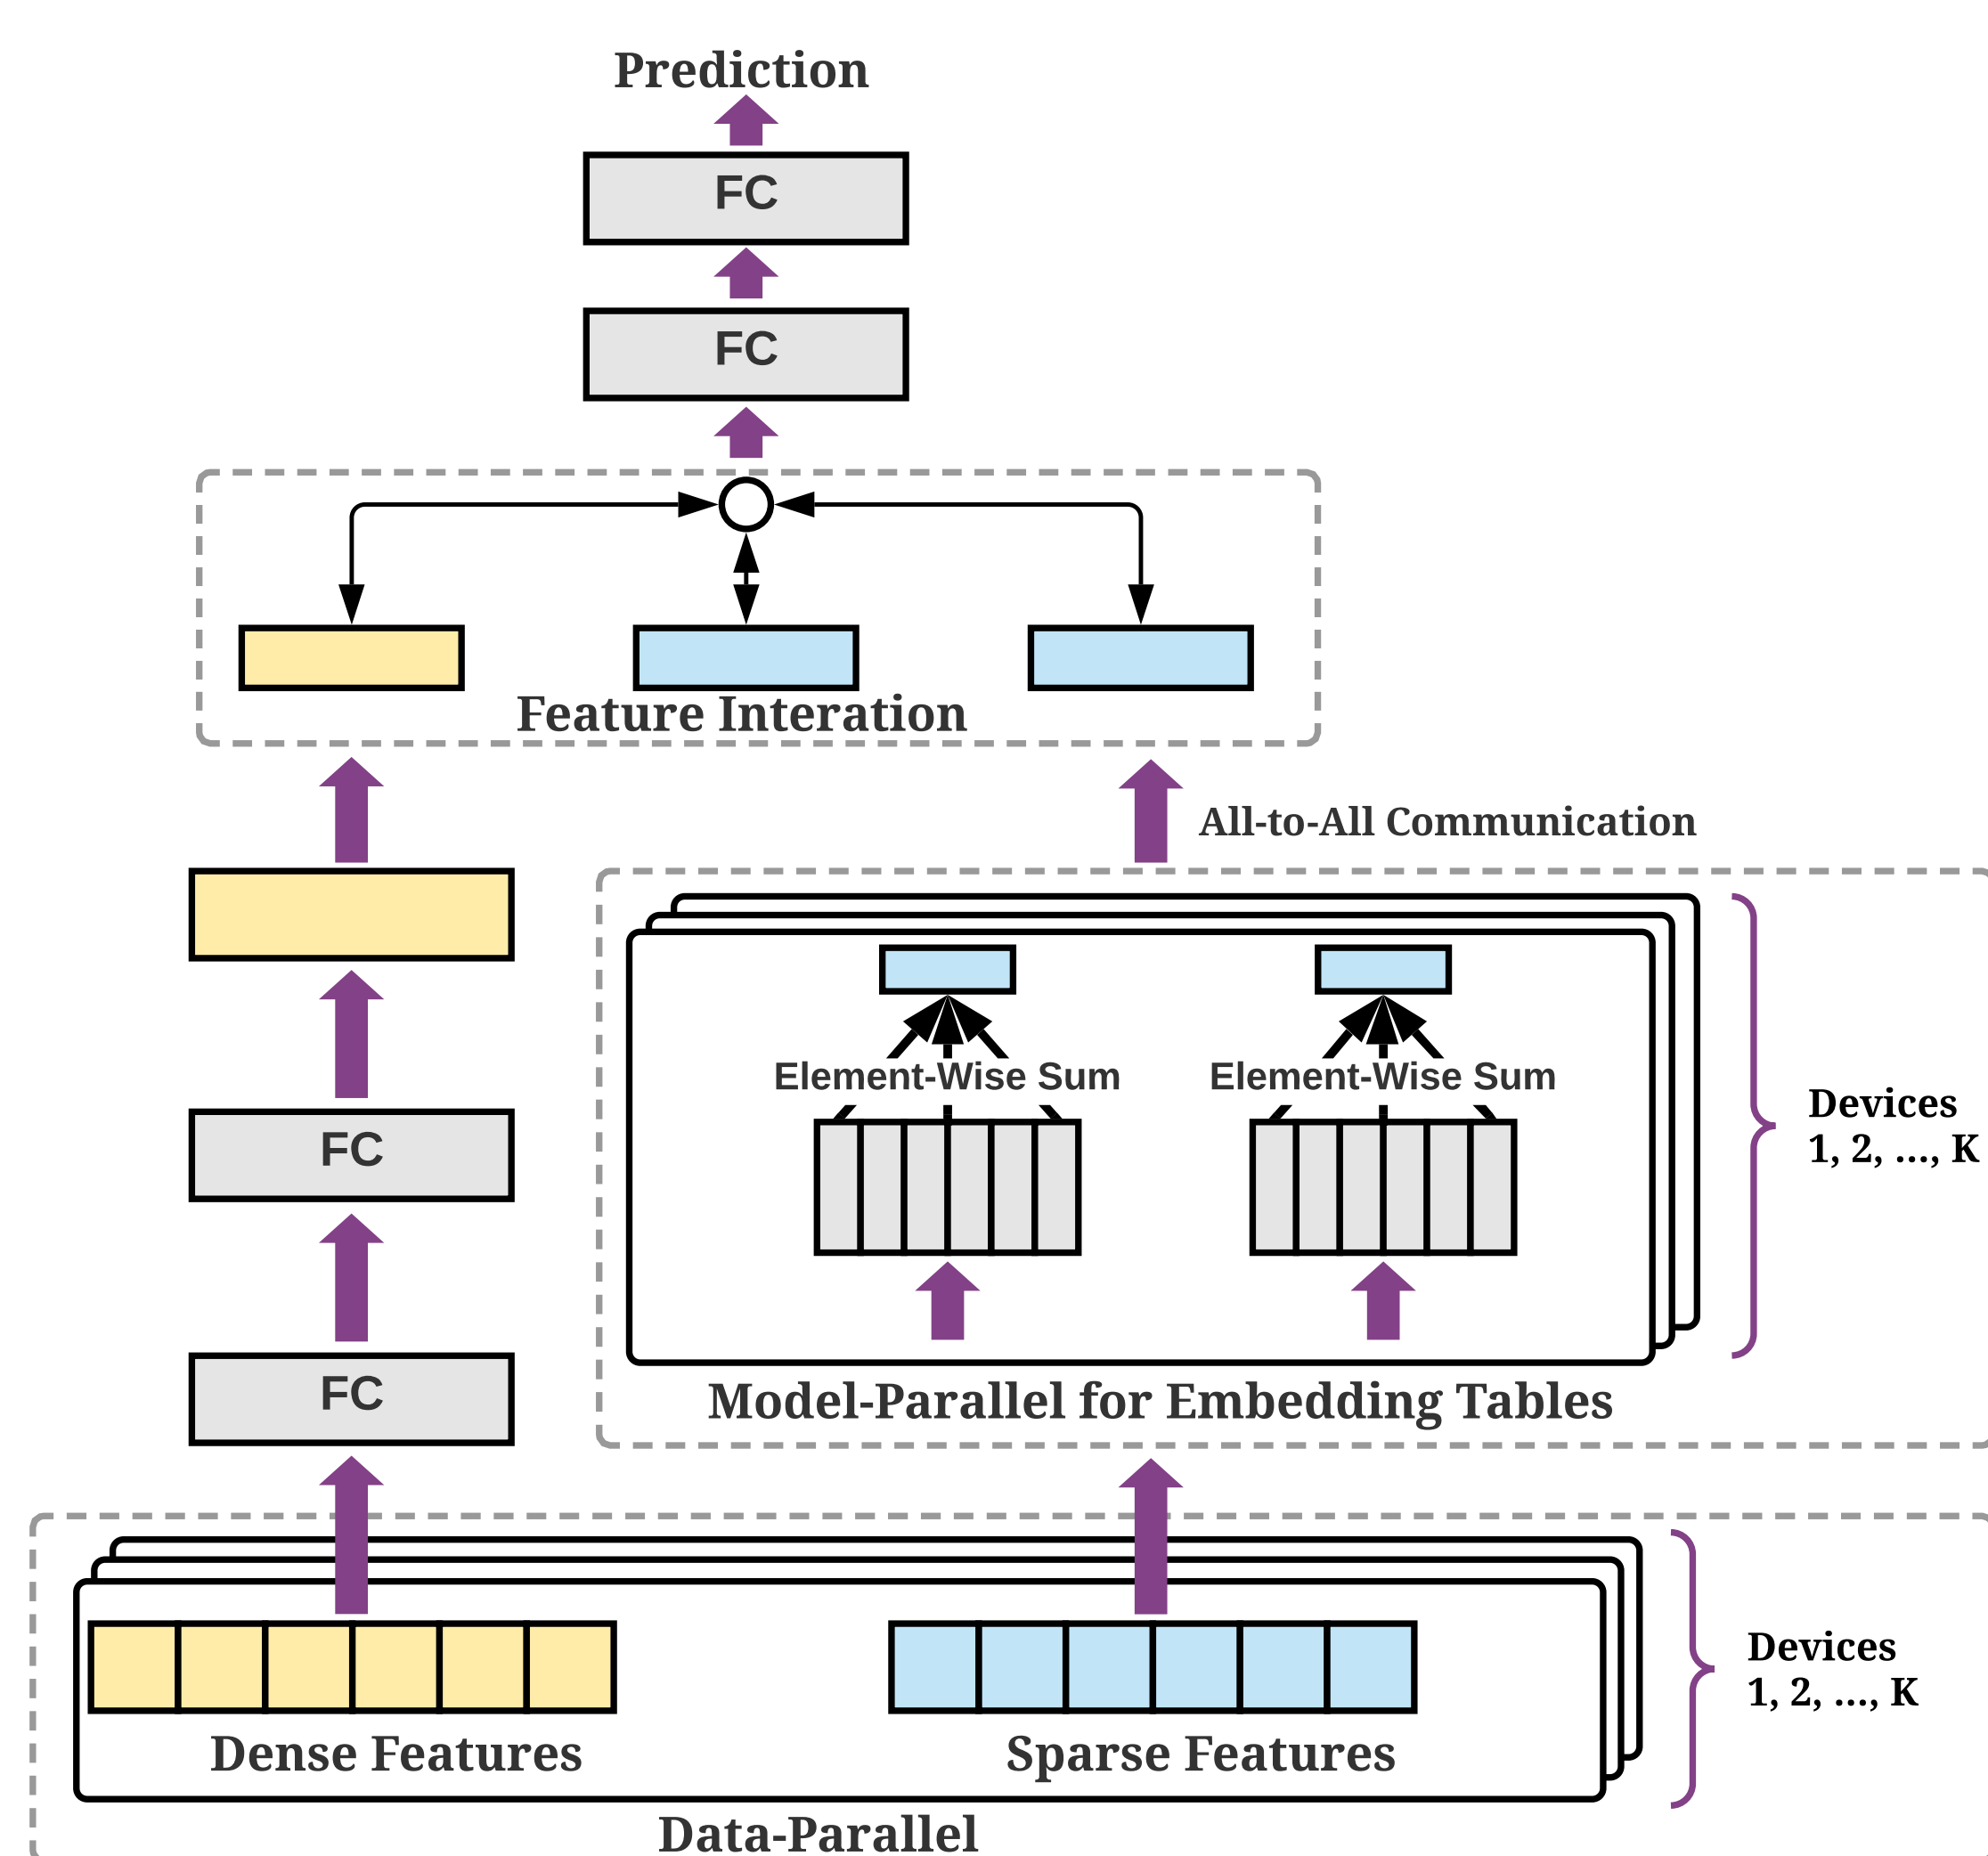 Prediction
FC
FC
Feature Interation
All-to-All Communication
Element-Wise Sum
Element-Wise Sum
Devices
1, 2, ..., K
FC
FC
Model-Parallel for Embedding Tables
Devices
1, 2, ..., K
Dense Features
Sparse Features
Data-Parallel